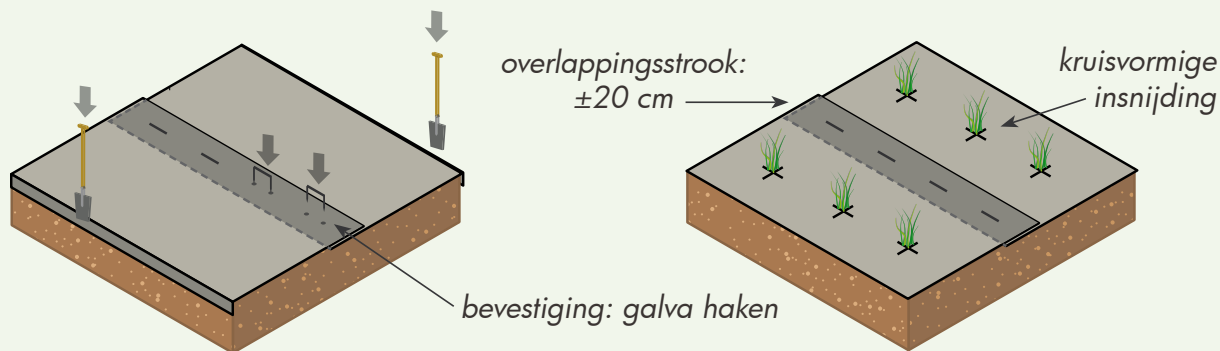 overlappingsstrook:
±20 cm
kruisvormige
insnijding
bevestiging: galva haken